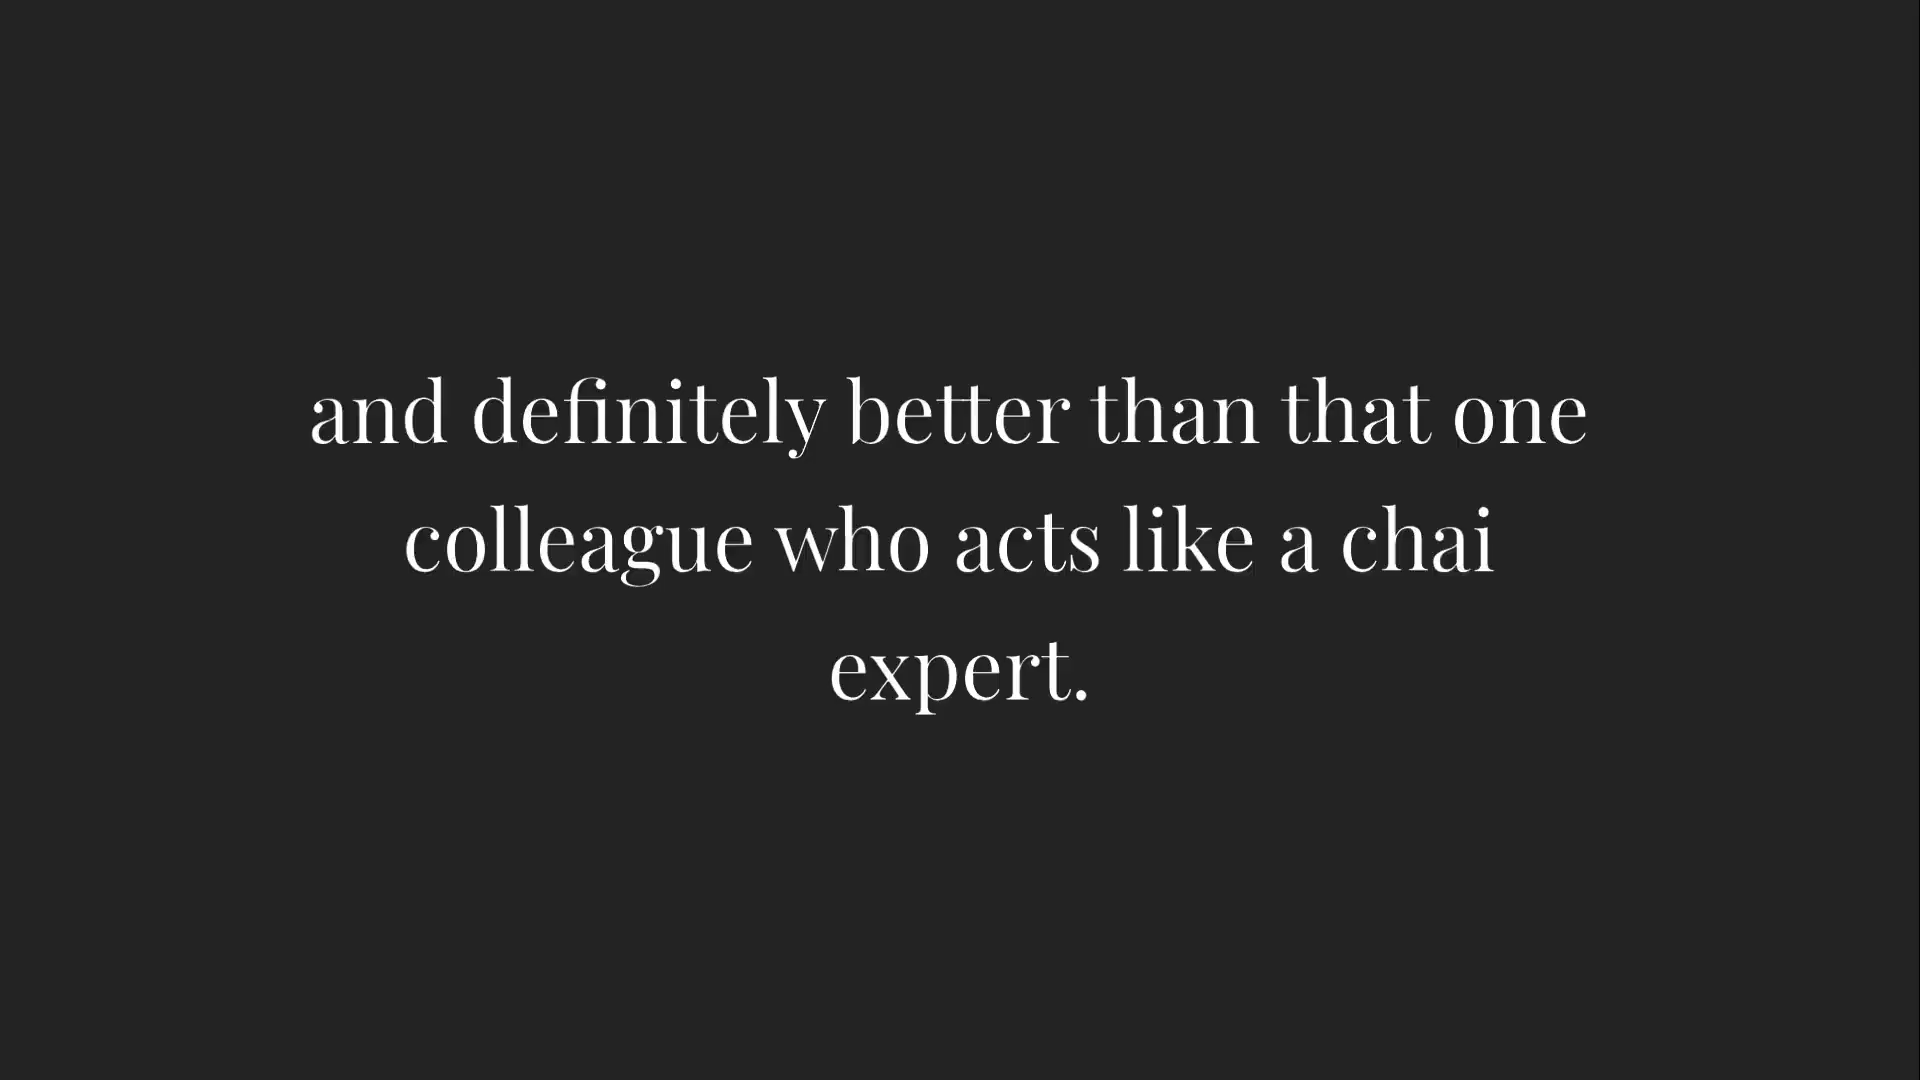 and definitely better than that one
colleague who acts like a chai
expert.